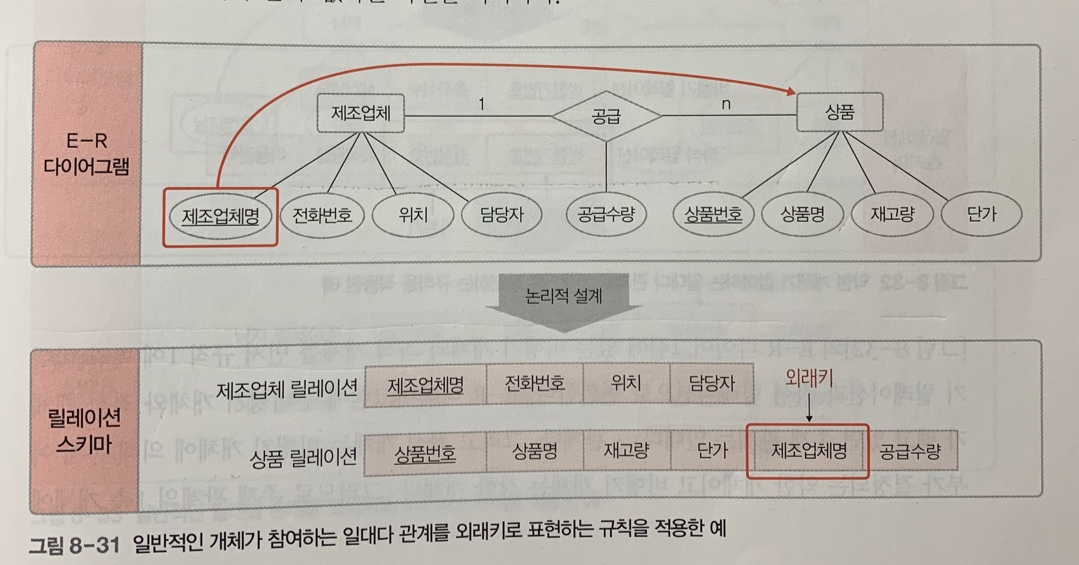 E-R
다이어그램
제조업체
1
공급
n
상품
제조업체명
전화번호
위치
담당자
공급수량
상품번호
상품명
재고량
단가
논리적 설계
릴레이션
스키마
외래키
제조업체 릴레이션 제조업체명 전화번호 위치 담당자
상품 릴레이션 상품번호 상품명 재고량 단가 제조업체명 공급수량
그림 8-31 일반적인 개체가 참여하는 일대다 관계를 외래키로 표현하는 규칙을 적용한 예